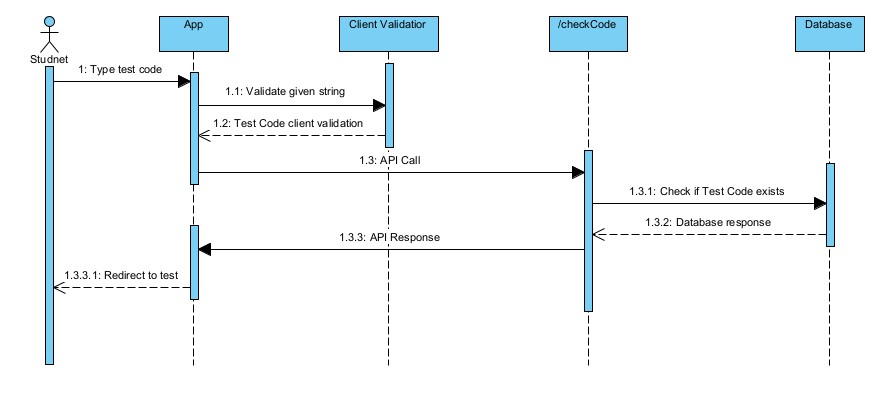 App
Client Validatior
/checkCode
Database
Studnet
1: Type test code
1.1: Validate given string
1.2: Test Code client validation
1.3: API Call
1.3.1: Check if Test Code exists
1.3.2: Database response
1.3.3: API Response
1.3.3.1: Redirect to test